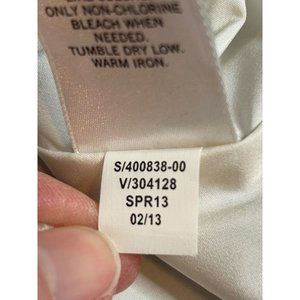 ONLY NON-CHLORINE
BLEACH WHEN
NEEDED.
TUMBLE DRY LOW.
WARM IRON.
S/400838-00
V/304128
SPR13
02/13